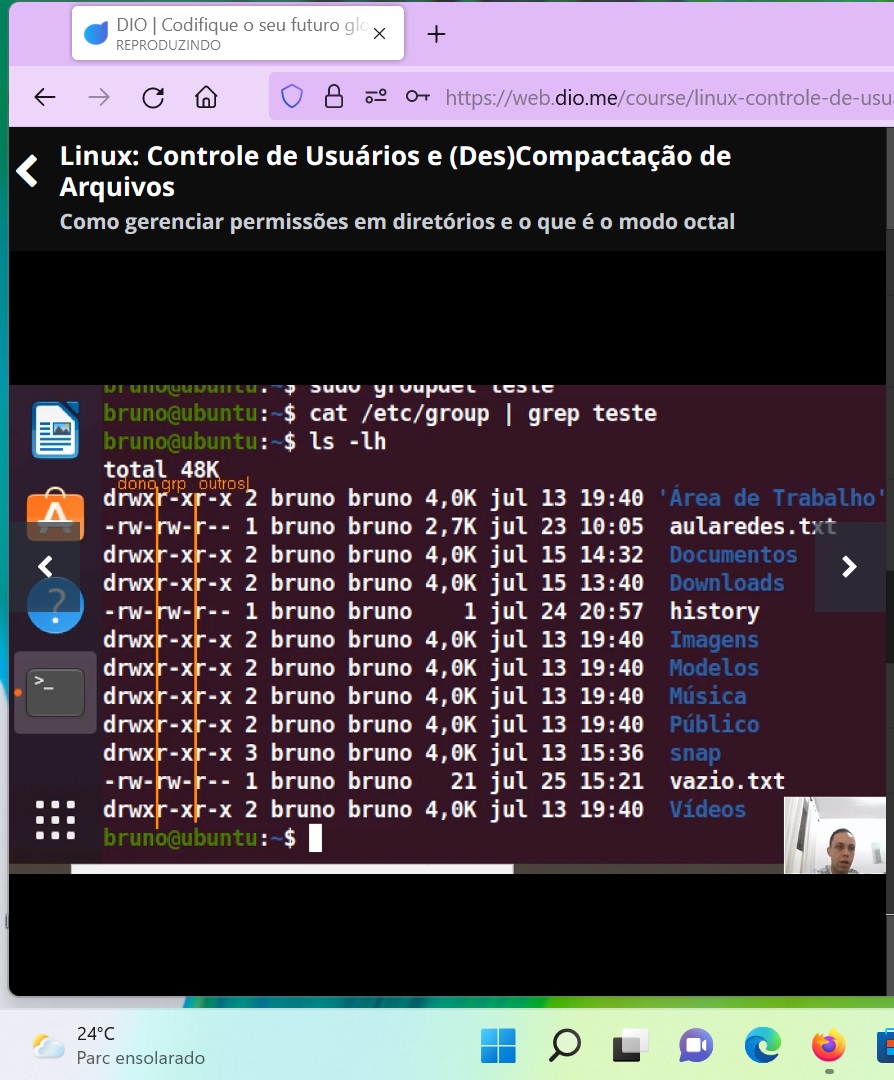 DIO | Codifique o seu futuro glo
REPRODUZINDO
https://web.dio.me/course/linux-controle-de-usu
Linux: Controle de Usuários e (Des)Compactação de
Arquivos
Como gerenciar permissões em diretórios e o que é o modo octal
bruno@ubuntu:~$ sudo groupdel teste
bruno@ubuntu:~$ cat /etc/group | grep teste
bruno@ubuntu:~$ ls -lh
total 48K
dono grp outros
drwxr-xr-x 2 bruno bruno 4,0K jul 13 19:40 'Área de Trabalho'
-rw-rw-r-- 1 bruno bruno 2,7K jul 23 10:05 aularedes.txt
drwxr-xr-x 2 bruno bruno 4,0K jul 15 14:32 Documentos
drwxr-xr-x 2 bruno bruno 4,0K jul 15 13:40 Downloads
-rw-rw-r-- 1 bruno bruno 1 jul 24 20:57 history
drwxr-xr-x 2 bruno bruno 4,0K jul 13 19:40 Imagens
drwxr-xr-x 2 bruno bruno 4,0K jul 13 19:40 Modelos
drwxr-xr-x 2 bruno bruno 4,0K jul 13 19:40 Música
drwxr-xr-x 2 bruno bruno 4,0K jul 13 19:40 Público
drwxr-xr-x 3 bruno bruno 4,0K jul 13 15:36 snap
-rw-rw-r-- 1 bruno bruno 21 jul 25 15:21 vazio.txt
drwxr-xr-x 2 bruno bruno 4,0K jul 13 19:40 Vídeos
bruno@ubuntu:~$
24°C
Parc ensolarado